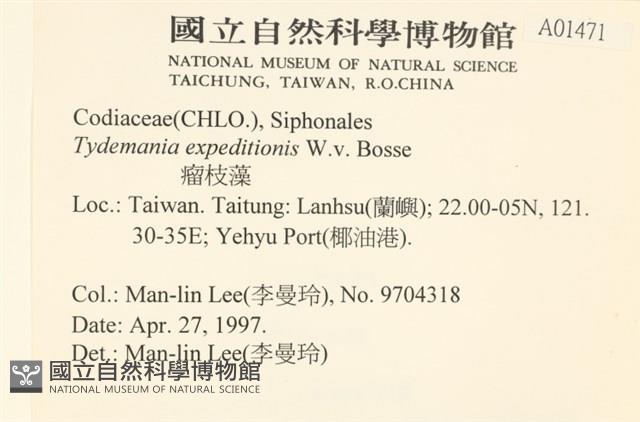 國立自然科學博物館
A01471
NATIONAL MUSEUM OF NATURAL SCIENCE
TAICHUNG, TAIWAN, R.O.CHINA
Codiaceae(CHLO.), Siphonales
Tydemania expeditionis W.v. Bosse
瘤枝藻
Loc.: Taiwan. Taitung: Lanhsu(蘭嶼); 22.00-05N, 121.
30-35E; Yehyu Port(椰油港).
Col.: Man-lin Lee(李曼玲), No. 9704318
Date: Apr. 27, 1997.
Det.: Man-lin Lee(李曼玲)
國立自然科學博物館
NATIONAL MUSEUM OF NATURAL SCIENCE